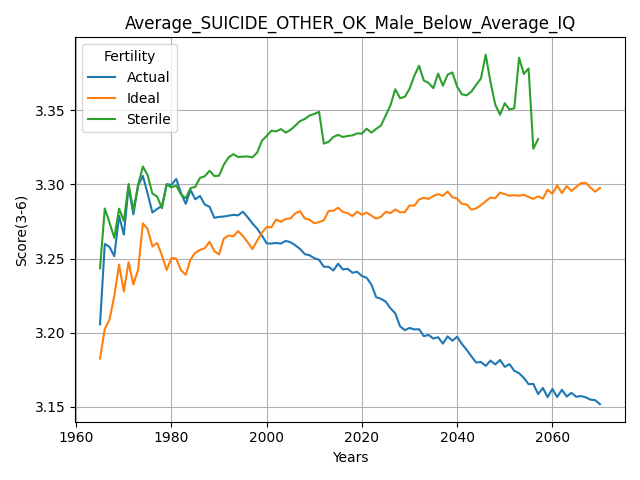 Average_SUICIDE_OTHER_OK_Male_Below_Average_IQ
Fertility
Actual
Ideal
Sterile
Score(3-6)
3.35
3.30
3.25
3.20
3.15
1960
1980
2000
2020
2040
2060
Years